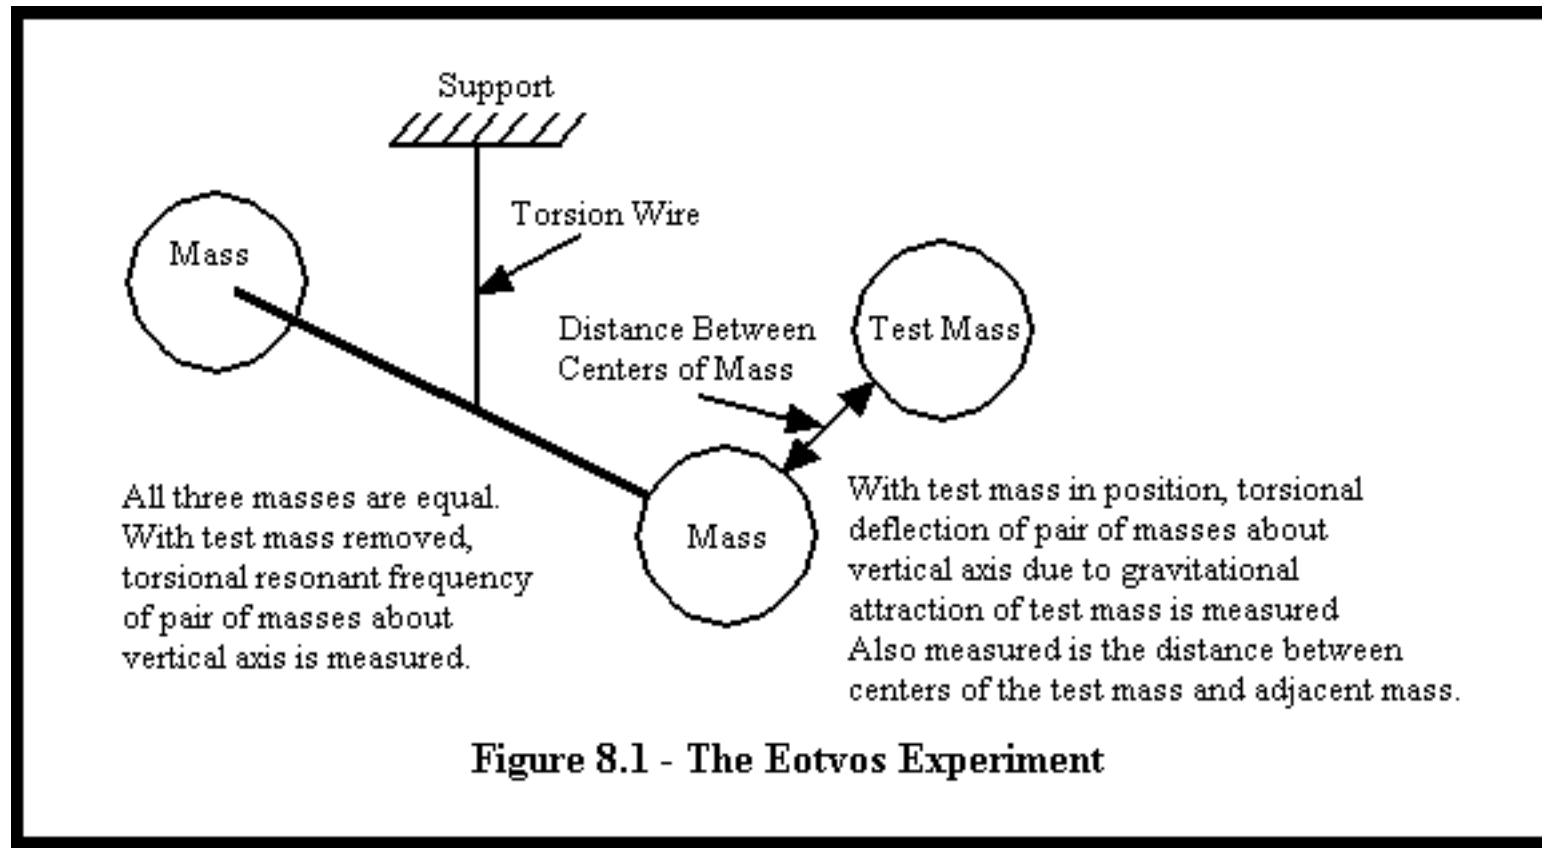 Support
Mass
Torsion Wire
Distance Between
Centers of Mass
Test Mass
Mass
All three masses are equal.
With test mass removed,
torsional resonant frequency
of pair of masses about
vertical axis is measured.
With test mass in position, torsional
deflection of pair of masses about
vertical axis due to gravitational
attraction of test mass is measured
Also measured is the distance between
centers of the test mass and adjacent mass.
Figure 8.1 - The Eotvos Experiment